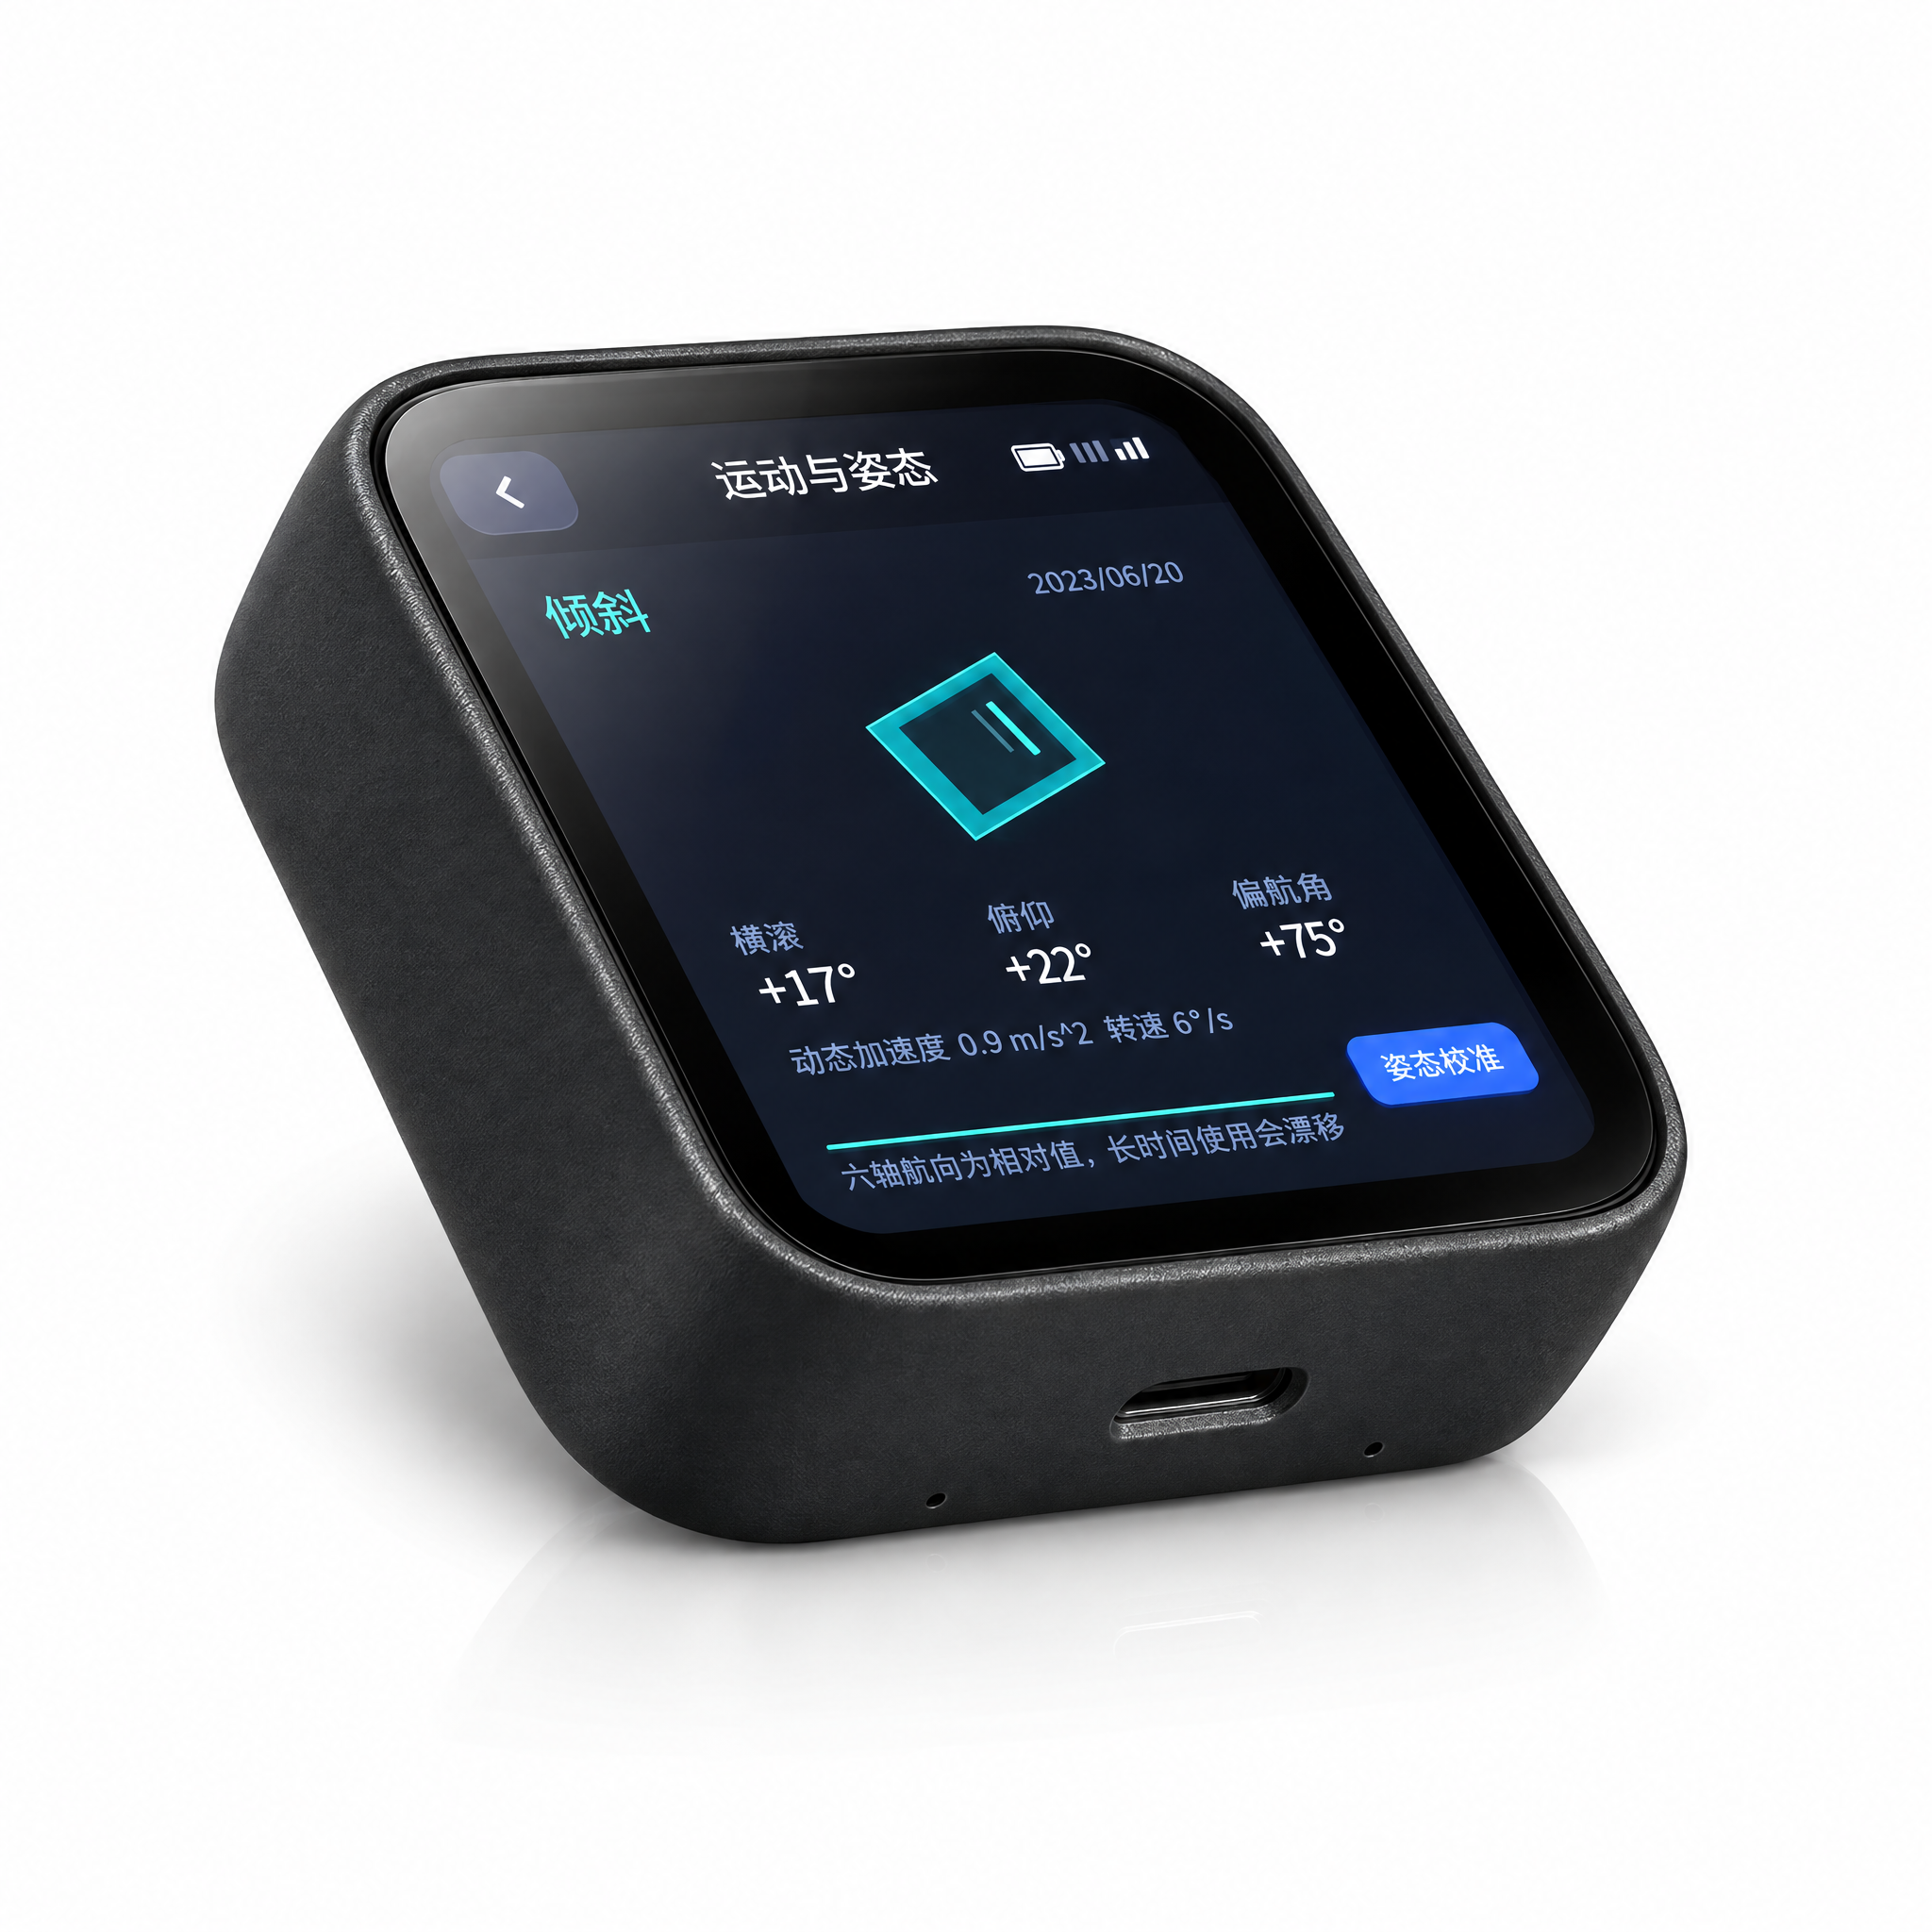 运动与姿态
2023/06/20
倾斜
横滚 俯仰 偏航角
+17° +22° +75°
动态加速度 0.9 m/s^2 转速 6°/s
姿态校准
六轴航向为相对值，长时间使用会漂移